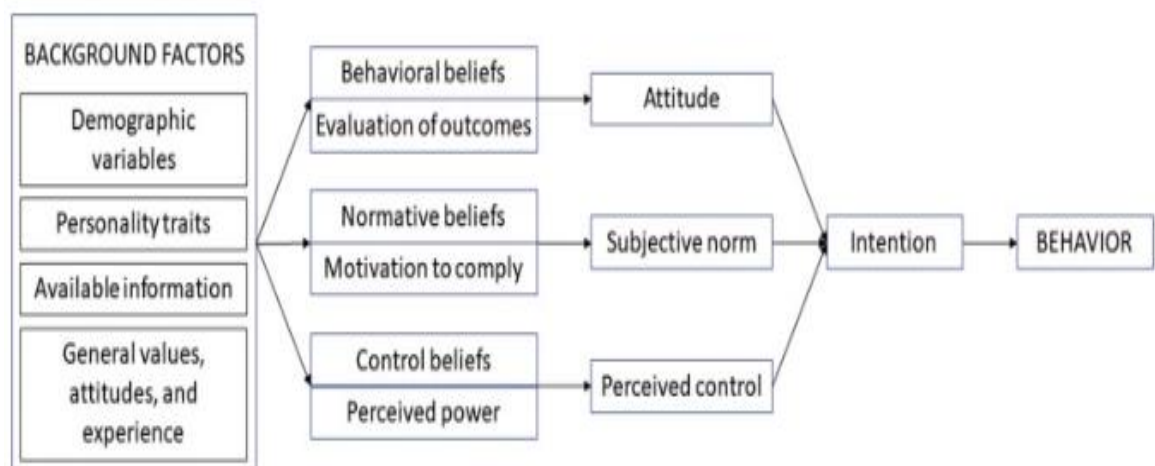 BACKGROUND FACTORS
Demographic
variables
Personality traits
Available information
General values,
attitudes, and
experience
Behavioral beliefs
Evaluation of outcomes
Normative beliefs
Motivation to comply
Control beliefs
Perceived power
Attitude
Subjective norm
Perceived control
Intention
BEHAVIOR